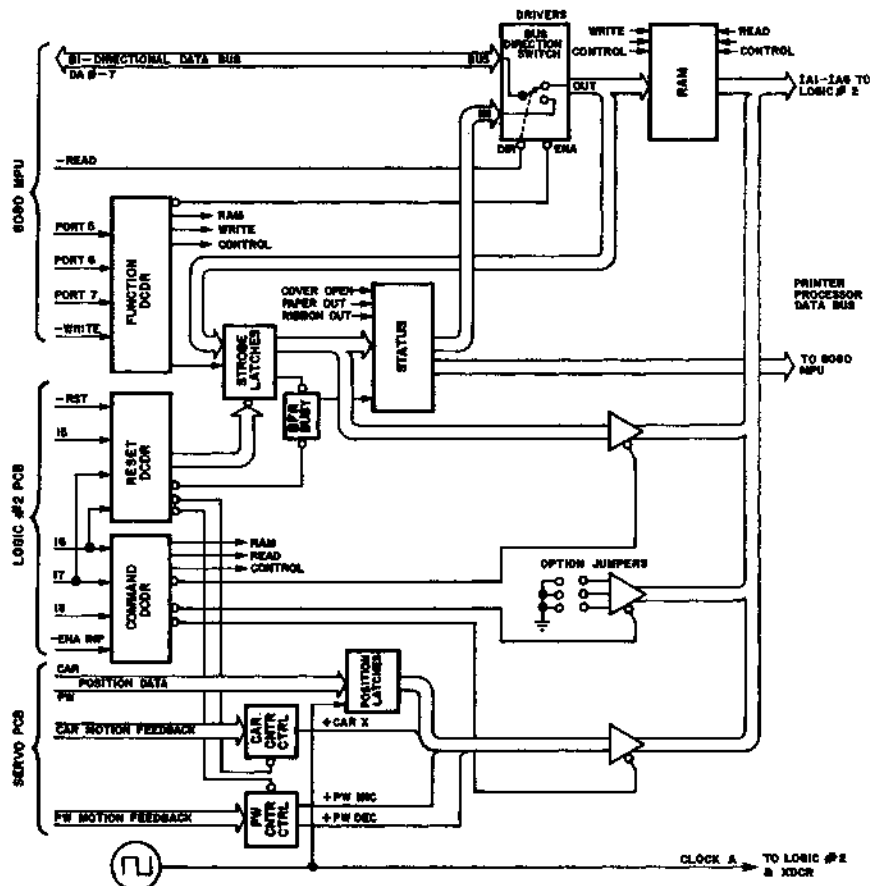 DRIVERS
BUS
DIRECTION
SWITCH
WRITE
CONTROL
READ
CONTROL
BI-DIRECTIONAL DATA BUS
DA Ø-7
BUS
OUT
RAM
IA1-IA6 TO
LOGIC #2
DIR
ENA
8080 MPU
-READ
PORT 5
PORT 6
PORT 7
-WRITE
FUNCTION
DCDR
RAM
WRITE
CONTROL
COVER OPEN
PAPER OUT
RIBBON OUT
STROBE
LATCHES
STATUS
PRINTER
PROCESSOR
DATA BUS
TO 8080
MPU
BUSY
LOGIC #2 PCB
-RST
I5
RESET
DCDR
I6
I7
I8
COMMAND
DCDR
RAM
READ
CONTROL
OPTION JUMPERS
SERVO PCB
CAR
POSITION DATA
PW
POSITION
LATCHES
CAR MOTION FEEDBACK
CAR
CNTR
CTRL
+CAR X
PW MOTION FEEDBACK
PW
CNTR
CTRL
+PW INC
+PW DEC
CLOCK A
TO LOGIC #2
& XDCR